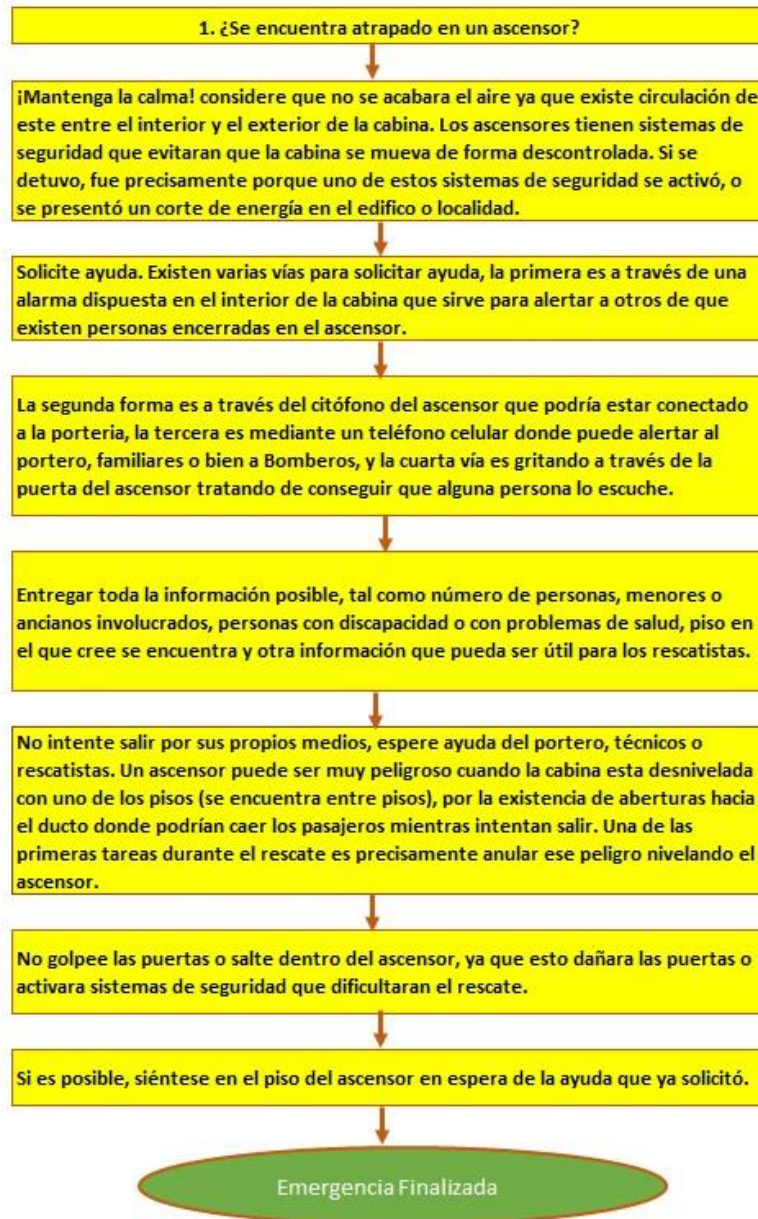 1. ¿Se encuentra atrapado en un ascensor?
¡Mantenga la calma! considere que no se acabara el aire ya que existe circulación de
este entre el interior y el exterior de la cabina. Los ascensores tienen sistemas de
seguridad que evitaran que la cabina se mueva de forma descontrolada. Si se
detuvo, fue precisamente porque uno de estos sistemas de seguridad se activó, o
se presentó un corte de energía en el edifico o localidad.
Solicite ayuda. Existen varias vías para solicitar ayuda, la primera es a través de una
alarma dispuesta en el interior de la cabina que sirve para alertar a otros de que
existen personas encerradas en el ascensor.
La segunda forma es a través del citófono del ascensor que podría estar conectado
a la porteria, la tercera es mediante un teléfono celular donde puede alertar al
portero, familiares o bien a Bomberos, y la cuarta vía es gritando a través de la
puerta del ascensor tratando de conseguir que alguna persona lo escuche.
Entregar toda la información posible, tal como número de personas, menores o
ancianos involucrados, personas con discapacidad o con problemas de salud, piso en
el que cree se encuentra y otra información que pueda ser útil para los rescatistas.
No intente salir por sus propios medios, espere ayuda del portero, técnicos o
rescatistas. Un ascensor puede ser muy peligroso cuando la cabina esta desnivelada
con uno de los pisos (se encuentra entre pisos), por la existencia de aberturas hacia
el ducto donde podrían caer los pasajeros mientras intentan salir. Una de las
primeras tareas durante el rescate es precisamente anular ese peligro nivelando el
ascensor.
No golpee las puertas o salte dentro del ascensor, ya que esto dañara las puertas o
activara sistemas de seguridad que dificultaran el rescate.
Si es posible, siéntese en el piso del ascensor en espera de la ayuda que ya solicitó.
Emergencia Finalizada